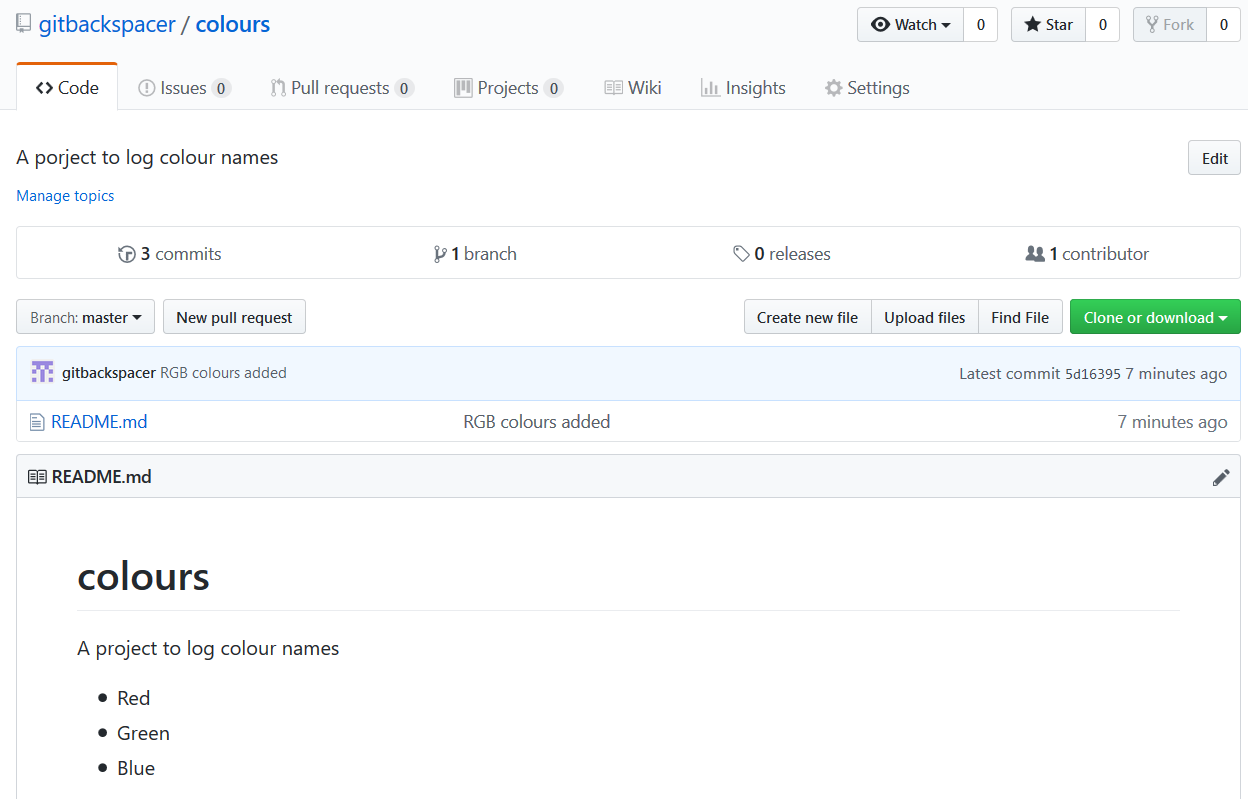 gitbackspacer / colours
Watch 0 Star 0 Fork 0
Code Issues 0 Pull requests 0 Projects 0 Wiki Insights Settings
A porject to log colour names
Edit
Manage topics
3 commits 1 branch 0 releases 1 contributor
Branch: master New pull request Create new file Upload files Find File Clone or download
gitbackspacer RGB colours added Latest commit 5d16395 7 minutes ago
README.md RGB colours added 7 minutes ago
README.md
colours
A project to log colour names
Red
Green
Blue